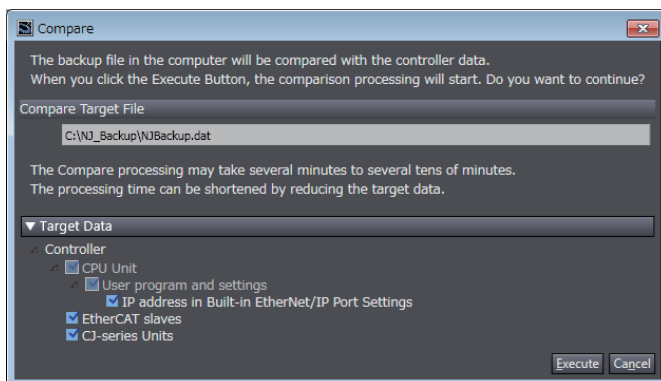 Compare
The backup file in the computer will be compared with the controller data.
When you click the Execute Button, the comparison processing will start. Do you want to continue?
Compare Target File
C:\NJ_Backup\NJBackup.dat
The Compare processing may take several minutes to several tens of minutes.
The processing time can be shortened by reducing the target data.
Target Data
Controller
CPU Unit
User program and settings
IP address in Built-in EtherNet/IP Port Settings
EtherCAT slaves
CJ-series Units
Execute Cancel